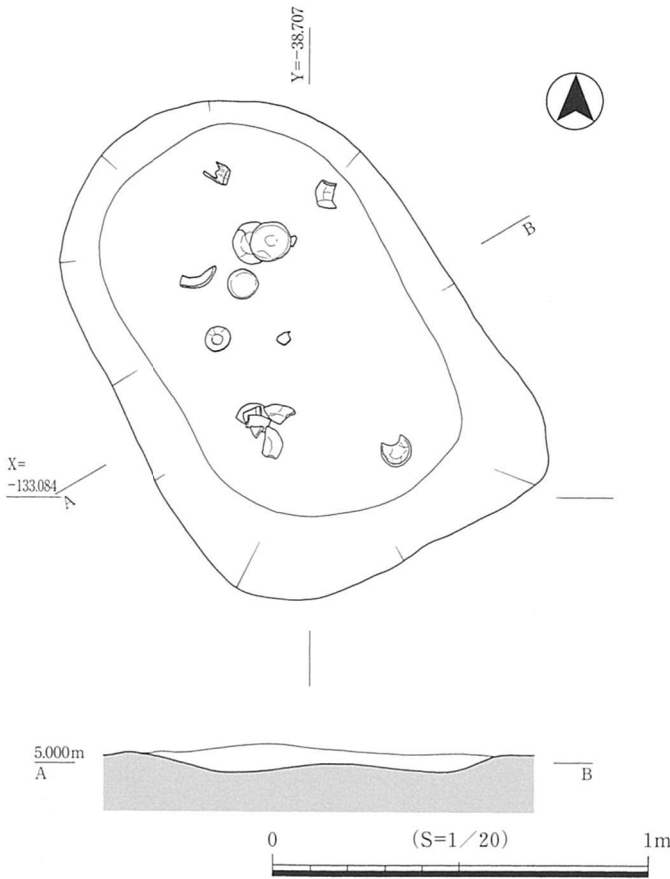 Y=-38.707
B
X=
-133.084
A
5.000m
A
B
0 (S=1／20) 1m